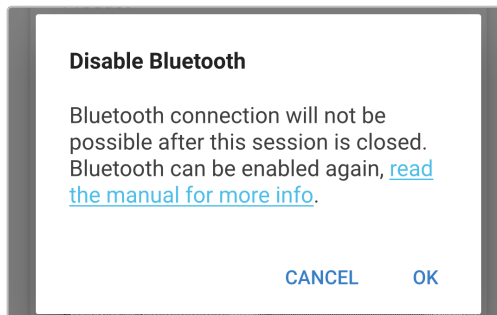 Disable Bluetooth
Bluetooth connection will not be
possible after this session is closed.
Bluetooth can be enabled again, read
the manual for more info.
CANCEL OK